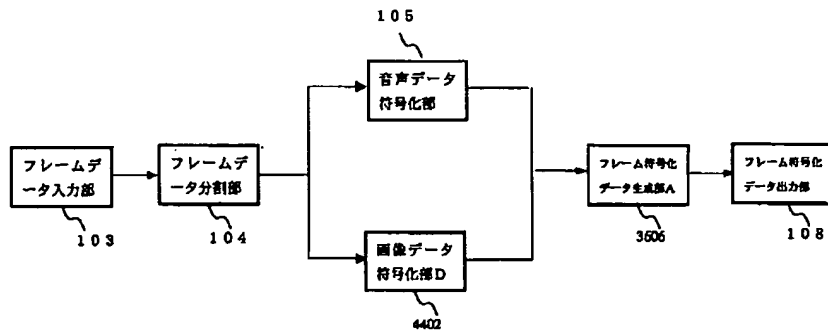 105
音声データ
符号化部
フレームデ
ータ入力部
103
フレームデ
ータ分割部
104
画像データ
符号化部D
4402
フレーム符号化
データ生成部A
3606
フレーム符号化
データ出力部
108